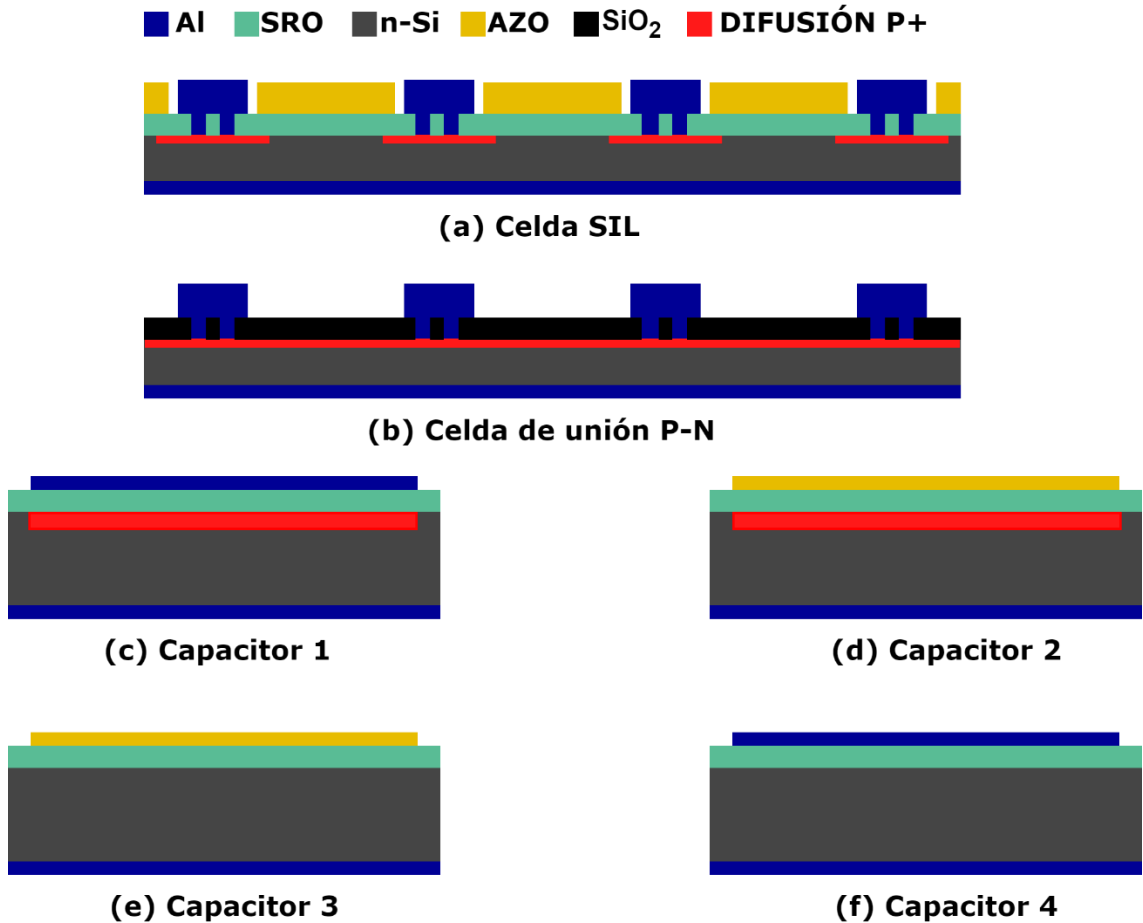 Al SRO n-Si AZO SiO₂ DIFUSIÓN P+
(a) Celda SIL
(b) Celda de unión P-N
(c) Capacitor 1
(d) Capacitor 2
(e) Capacitor 3
(f) Capacitor 4